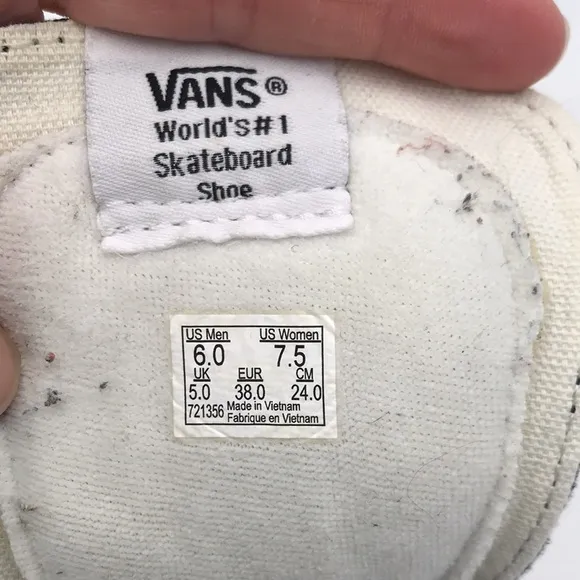 VANS®
World's#1
Skateboard
Shoe
US Men US Women
6.0 7.5
UK EUR CM
5.0 38.0 24.0
721356 Made in Vietnam
Fabrique en Vietnam